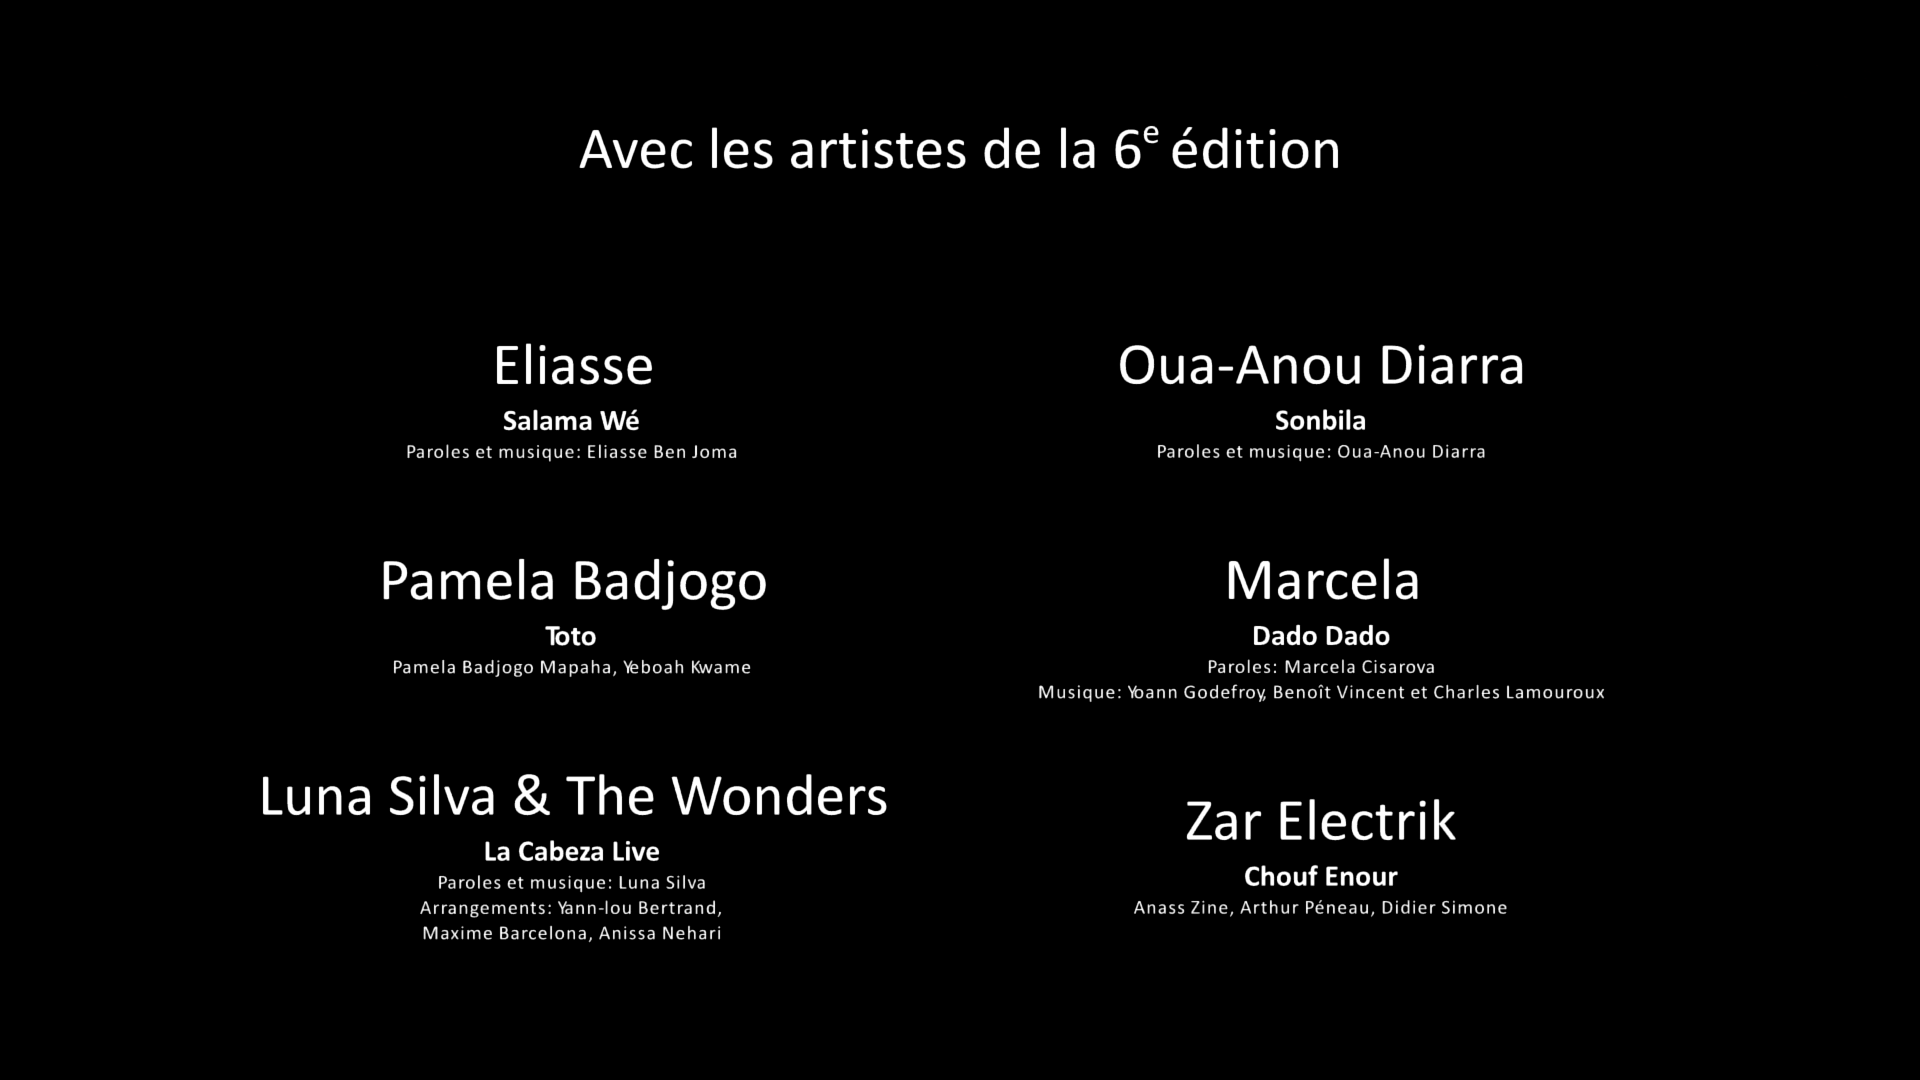 Avec les artistes de la 6e édition
Eliasse
Salama Wé
Paroles et musique: Eliasse Ben Joma
Oua-Anou Diarra
Sonbila
Paroles et musique: Oua-Anou Diarra
Pamela Badjogo
Toto
Pamela Badjogo Mapaha, Yeboah Kwame
Marcela
Dado Dado
Paroles: Marcela Cisarova
Musique: Yoann Godefroy, Benoît Vincent et Charles Lamouroux
Luna Silva & The Wonders
La Cabeza Live
Paroles et musique: Luna Silva
Arrangements: Yann-lou Bertrand,
Maxime Barcelona, Anissa Nehari
Zar Electrik
Chouf Enour
Anass Zine, Arthur Péneau, Didier Simone